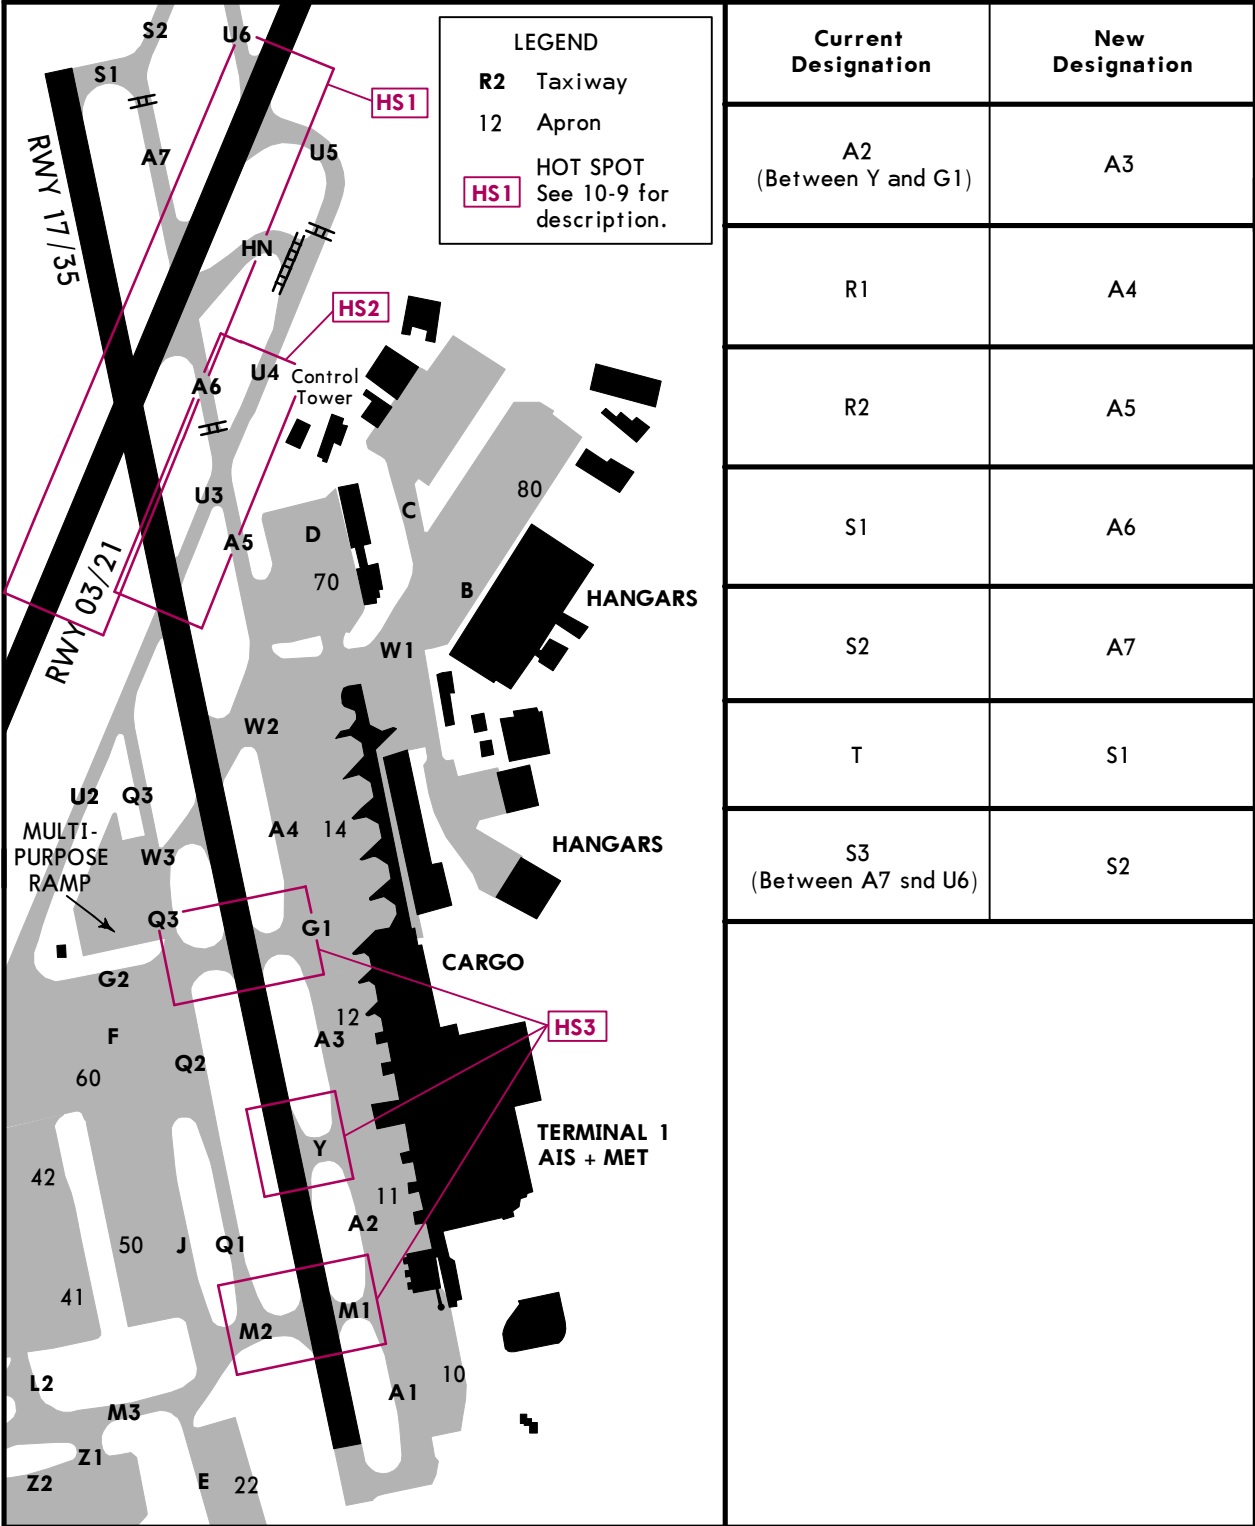 S2
U6
S1
A7
RWY 17/35
U5
HN
HS1
LEGEND
R2 Taxiway
12 Apron
HS1 HOT SPOT
See 10-9 for
description.
HS2
U4
Control
Tower
A6
U3
A5
D
70
C
80
B
HANGARS
RWY 03/21
W1
W2
U2
Q3
MULTI-
PURPOSE
RAMP
W3
A4
14
HANGARS
Q3
G1
G2
CARGO
F
12
A3
HS3
60
Q2
Y
TERMINAL 1
AIS + MET
42
11
A2
50
J
Q1
41
M1
M2
L2
10
A1
M3
Z1
Z2
E
22
Current
Designation
New
Designation
A2
(Between Y and G1)
A3
R1
A4
R2
A5
S1
A6
S2
A7
T
S1
S3
(Between A7 snd U6)
S2